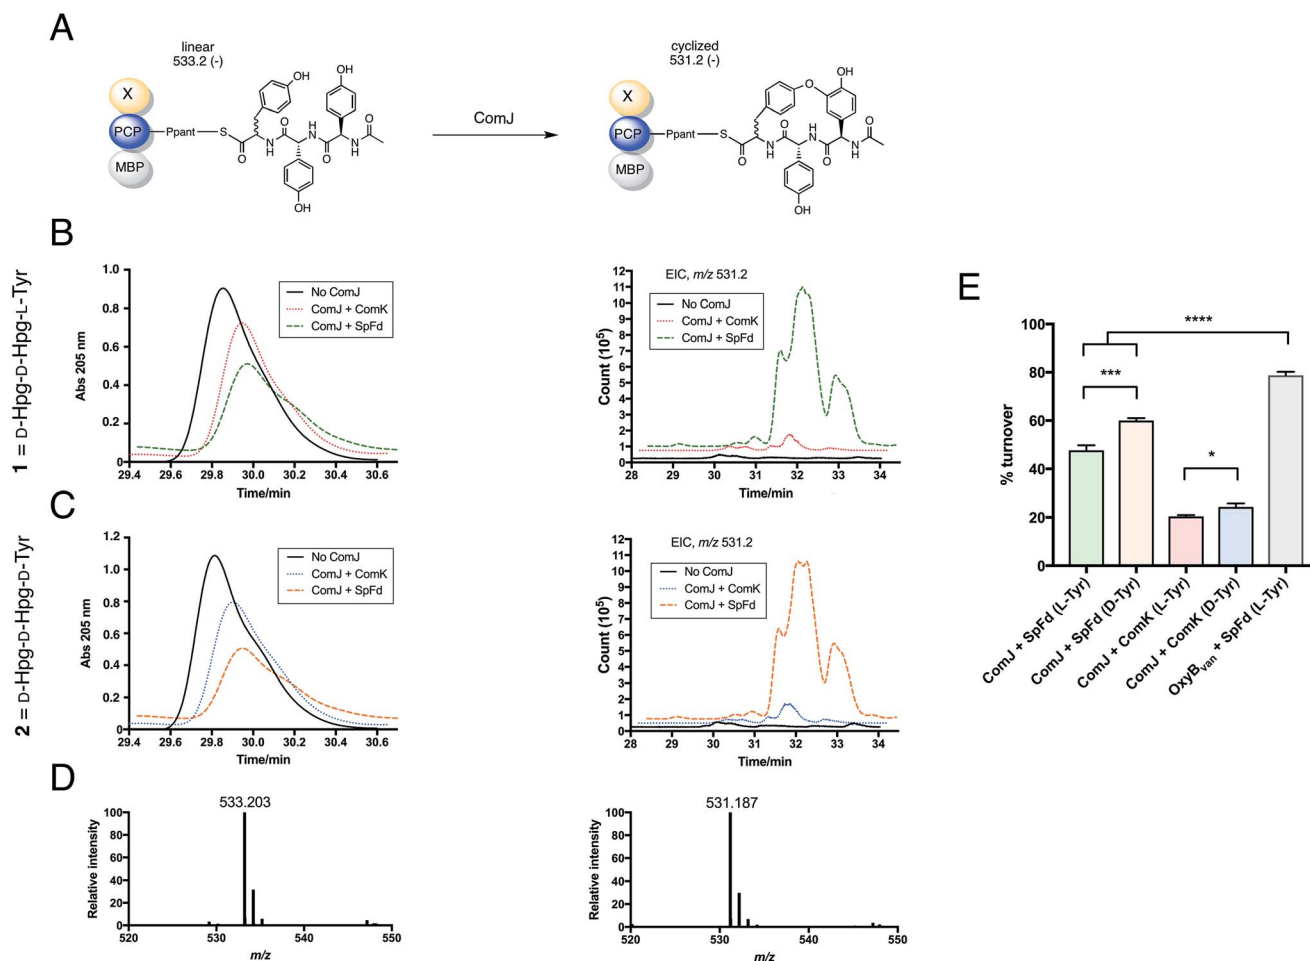 A
linear
533.2 (-)
X
PCP
MBP
Ppant
S
O
N
H
O
H
N
OH
OH
O
N
H
O
ComJ
cyclized
531.2 (-)
X
PCP
MBP
Ppant
S
O
N
H
O
O
H
N
OH
OH
O
N
H
O
B
1 = D-Hpg-D-Hpg-L-Tyr
Abs 205 nm
1.0
0.8
0.6
0.4
0.2
0
29.4 29.6 29.8 30.0 30.2 30.4 30.6
Time/min
No ComJ
ComJ + ComK
ComJ + SpFd
EIC, m/z 531.2
No ComJ
ComJ + ComK
ComJ + SpFd
Count (10⁵)
12
11
10
9
8
7
6
5
4
3
2
1
0
28 29 30 31 32 33 34
Time/min
C
2 = D-Hpg-D-Hpg-D-Tyr
Abs 205 nm
1.2
1.0
0.8
0.6
0.4
0.2
0
29.4 29.6 29.8 30.0 30.2 30.4 30.6
Time/min
No ComJ
ComJ + ComK
ComJ + SpFd
EIC, m/z 531.2
No ComJ
ComJ + ComK
ComJ + SpFd
Count (10⁵)
12
11
10
9
8
7
6
5
4
3
2
1
0
28 29 30 31 32 33 34
Time/min
D
533.203
Relative intensity
100
80
60
40
20
0
520 530 540 550
m/z
531.187
Relative intensity
100
80
60
40
20
0
520 530 540 550
m/z
E
% turnover
100
80
60
40
20
0
****
***
*
ComJ + SpFd (L-Tyr)
ComJ + SpFd (D-Tyr)
ComJ + ComK (L-Tyr)
ComJ + ComK (D-Tyr)
OxyBvan + SpFd (L-Tyr)